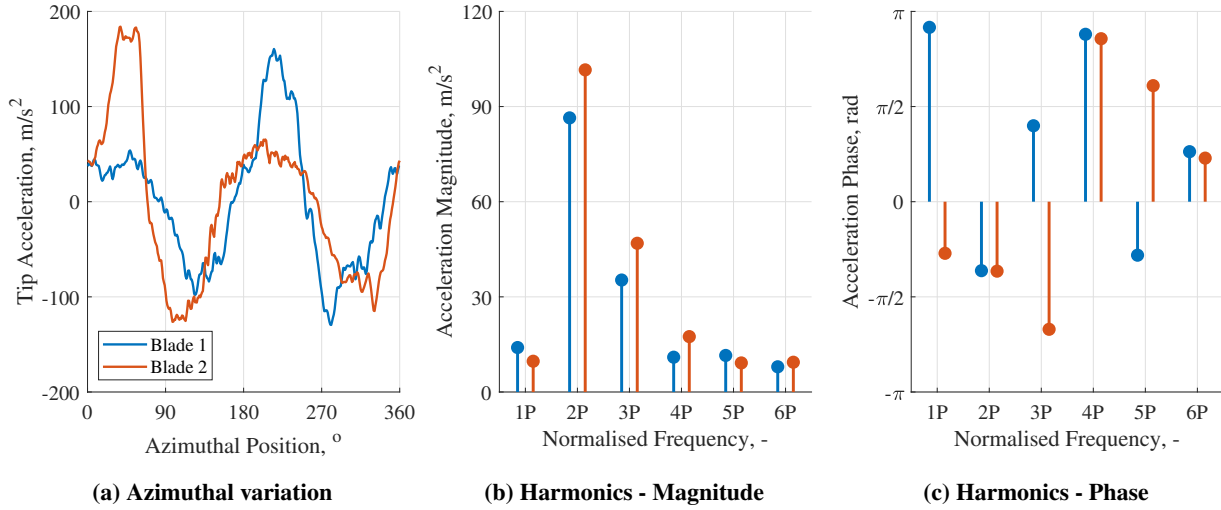 200
100
0
-100
-200
0
90
180
270
360
Tip Acceleration, m/s²
Azimuthal Position, °
Blade 1
Blade 2
(a) Azimuthal variation
120
90
60
30
0
1P
2P
3P
4P
5P
6P
Acceleration Magnitude, m/s²
Normalised Frequency, -
(b) Harmonics - Magnitude
π
π/2
0
-π/2
-π
1P
2P
3P
4P
5P
6P
Acceleration Phase, rad
Normalised Frequency, -
(c) Harmonics - Phase